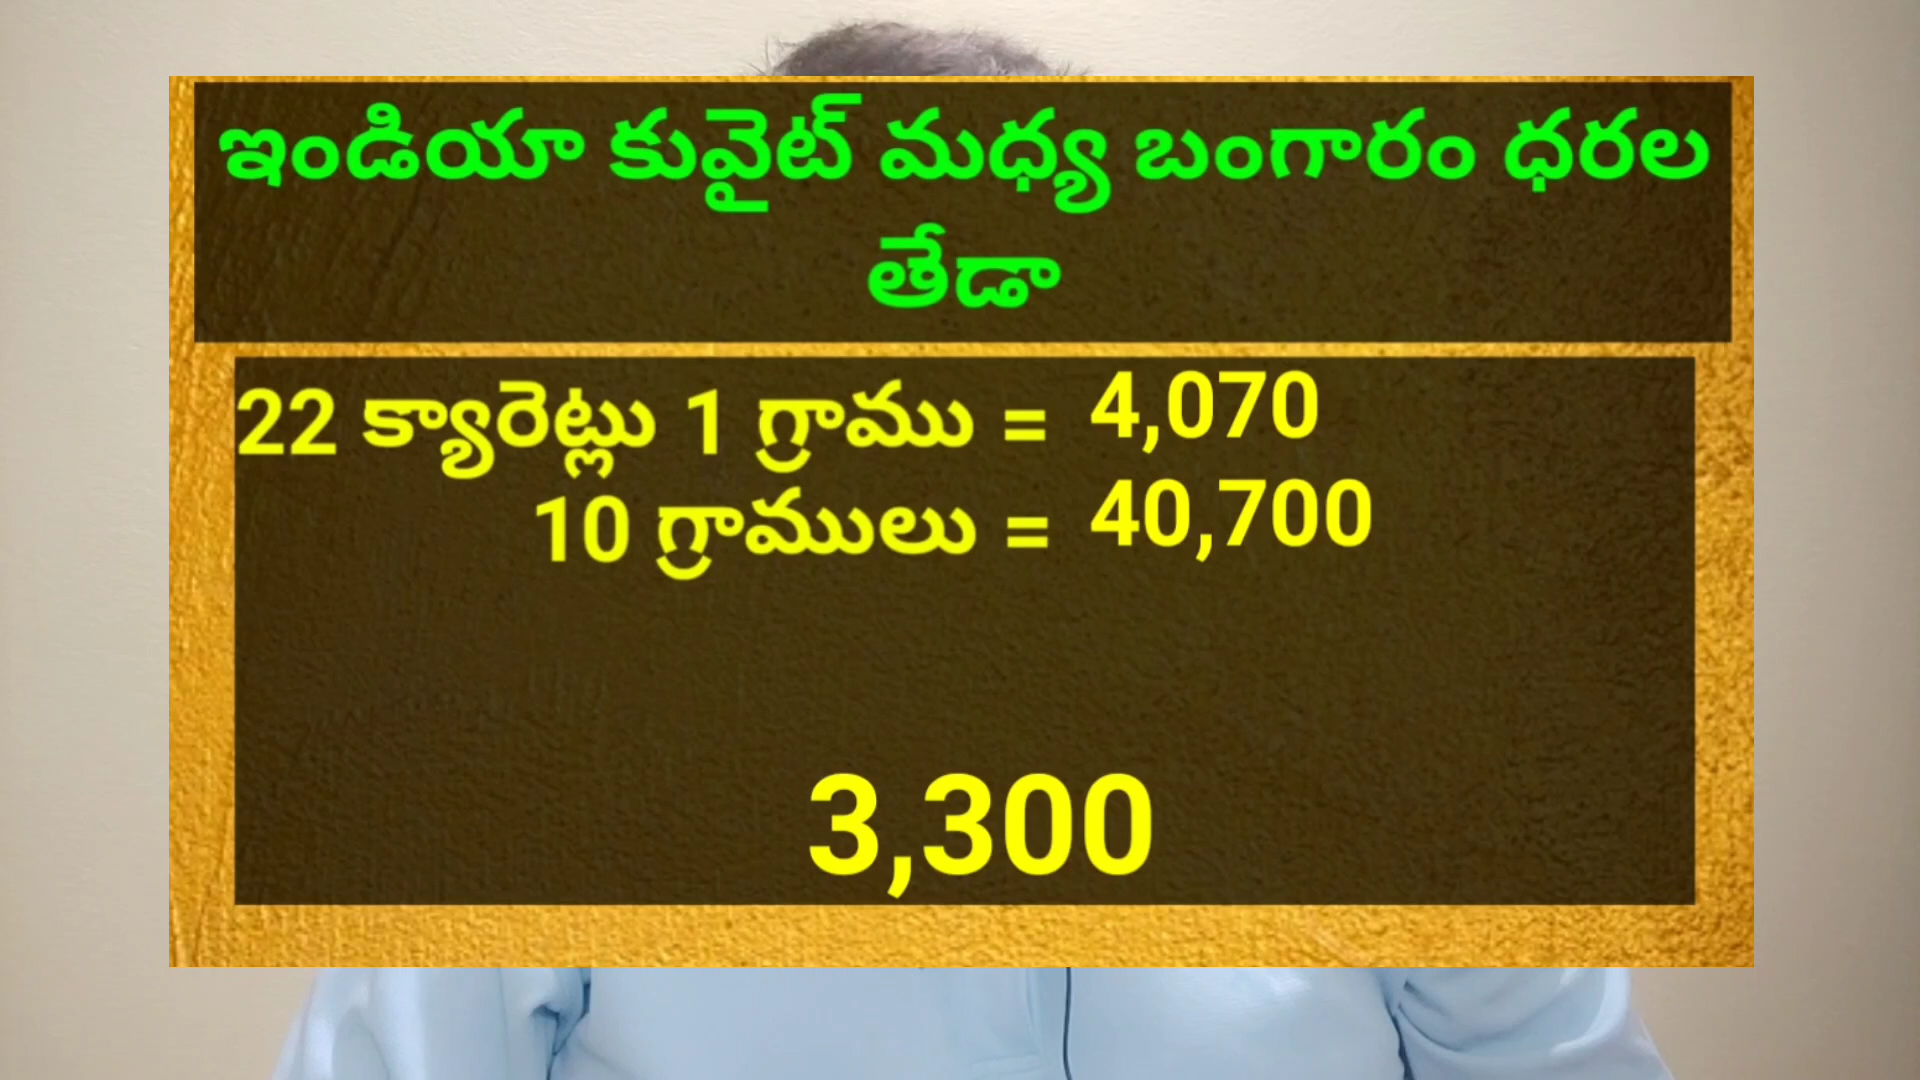 ఇండియా కువైట్ మధ్య బంగారం ధరల
తేడా
22 క్యారెట్లు 1 గ్రాము = 4,070
10 గ్రాములు = 40,700
3,300